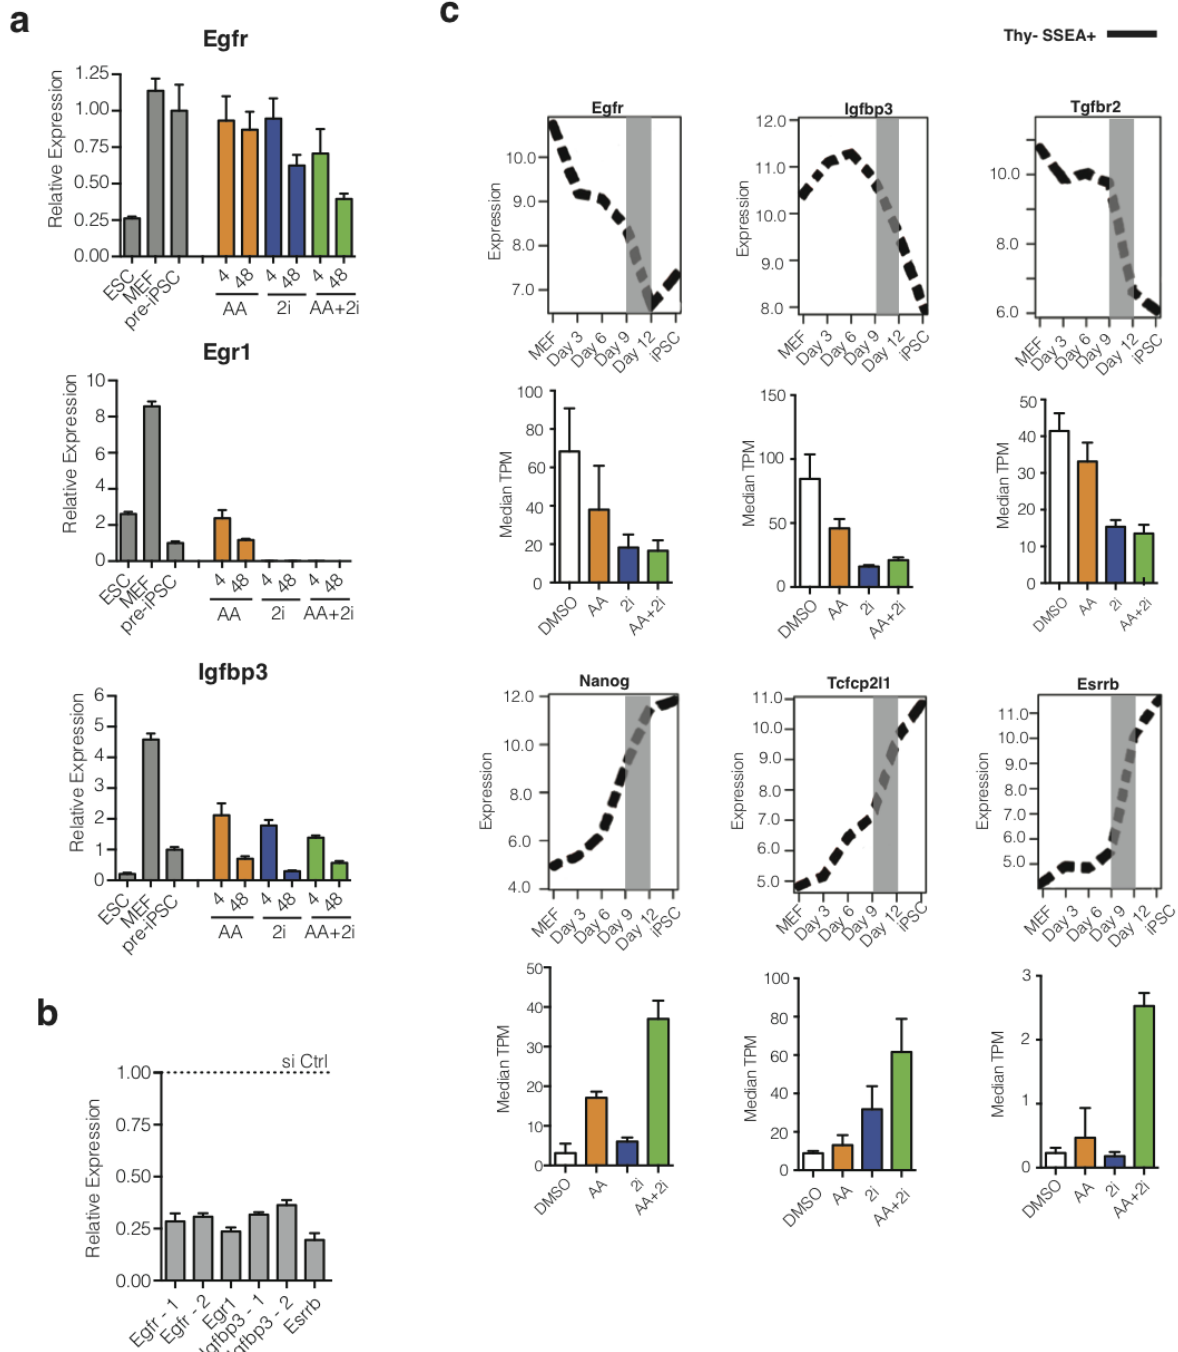 a
Egfr
Relative Expression
1.25
1.00
0.75
0.50
0.25
0.00
ESC
MEF
pre-iPSC
4
48
4
48
4
48
AA
2i
AA+2i
Egr1
Relative Expression
10
8
6
4
2
0
ESC
MEF
pre-iPSC
4
48
4
48
4
48
AA
2i
AA+2i
Igfbp3
Relative Expression
6
5
4
3
2
1
0
ESC
MEF
pre-iPSC
4
48
4
48
4
48
AA
2i
AA+2i
b
si Ctrl
Relative Expression
1.00
0.75
0.50
0.25
0.00
Egfr - 1
Egfr - 2
Egr1
Igfbp3 - 1
Igfbp3 - 2
Esrrb
c
Thy- SSEA+
Egfr
Expression
10.0
9.0
8.0
7.0
MEF
Day 3
Day 6
Day 9
Day 12
iPSC
Igfbp3
Expression
12.0
11.0
10.0
9.0
8.0
MEF
Day 3
Day 6
Day 9
Day 12
iPSC
Tgfbr2
10.0
8.0
6.0
MEF
Day 3
Day 6
Day 9
Day 12
iPSC
Median TPM
100
80
60
40
20
0
DMSO
AA
2i
AA+2i
Median TPM
150
100
50
0
DMSO
AA
2i
AA+2i
Median TPM
50
40
30
20
10
0
DMSO
AA
2i
AA+2i
Nanog
Expression
12.0
10.0
8.0
6.0
4.0
MEF
Day 3
Day 6
Day 9
Day 12
iPSC
Tcfcp2l1
Expression
11.0
10.0
9.0
8.0
7.0
6.0
5.0
MEF
Day 3
Day 6
Day 9
Day 12
iPSC
Esrrb
Expression
11.0
10.0
9.0
8.0
7.0
6.0
5.0
MEF
Day 3
Day 6
Day 9
Day 12
iPSC
Median TPM
50
40
30
20
10
0
DMSO
AA
2i
AA+2i
Median TPM
100
80
60
40
20
0
DMSO
AA
2i
AA+2i
Median TPM
3
2
1
0
DMSO
AA
2i
AA+2i